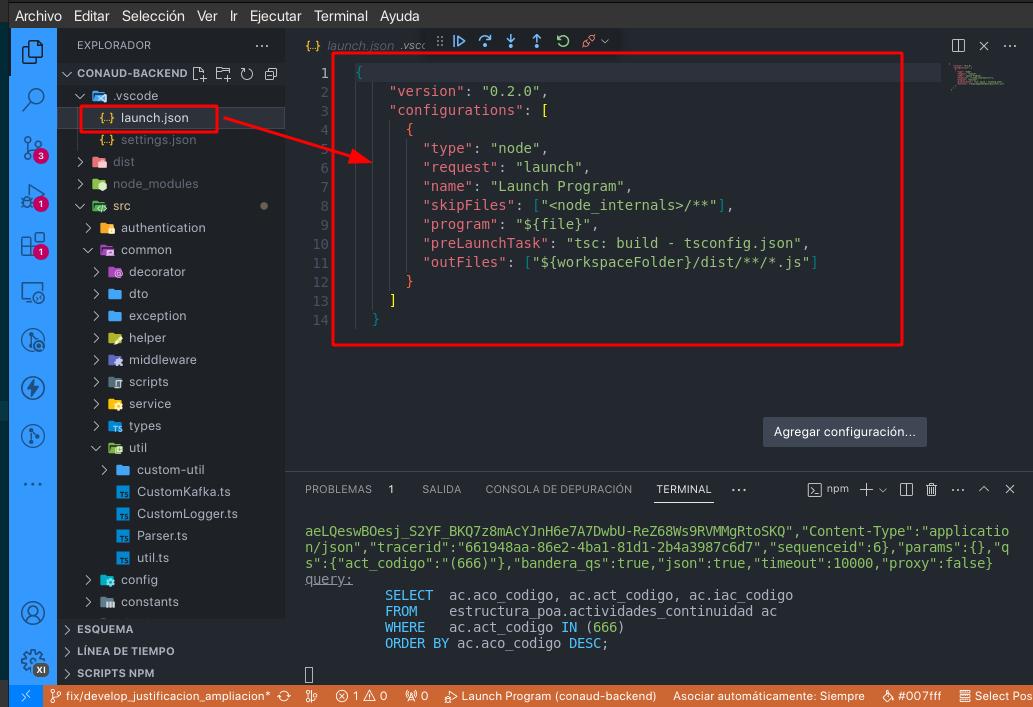 Archivo Editar Selección Ver Ir Ejecutar Terminal Ayuda
EXPLORADOR
CONAUD-BACKEND
.vscode
launch.json
settings.json
dist
node_modules
src
authentication
common
decorator
dto
exception
helper
middleware
scripts
service
types
util
custom-util
CustomKafka.ts
CustomLogger.ts
Parser.ts
util.ts
config
constants
ESQUEMA
LÍNEA DE TIEMPO
SCRIPTS NPM
3
1
1
XI
launch.json .vscc
1 {
2 "version": "0.2.0",
3 "configurations": [
4 {
5 "type": "node",
6 "request": "launch",
7 "name": "Launch Program",
8 "skipFiles": ["<node_internals>/**"],
9 "program": "${file}",
10 "preLaunchTask": "tsc: build - tsconfig.json",
11 "outFiles": ["${workspaceFolder}/dist/**/*.js"]
12 }
13 ]
14 }
Agregar configuración...
PROBLEMAS 1 SALIDA CONSOLA DE DEPURACIÓN TERMINAL
npm
aeLQeswBOesj_S2YF_BKQ7z8mAcYJnH6e7A7DwbU-ReZ68Ws9RVMMgRtoSKQ","Content-Type":"applicatio
n/json","tracerid":"661948aa-86e2-4ba1-81d1-2b4a3987c6d7","sequenceid":6},"params":{},"q
s":{"act_codigo":"(666)"},"bandera_qs":true,"json":true,"timeout":10000,"proxy":false}
query:
SELECT ac.aco_codigo, ac.act_codigo, ac.iac_codigo
FROM estructura_poa.actividades_continuidad ac
WHERE ac.act_codigo IN (666)
ORDER BY ac.aco_codigo DESC;
fix/develop_justificacion_ampliacion* 1 0 0 Launch Program (conaud-backend) Asociar automáticamente: Siempre #007fff Select Pos